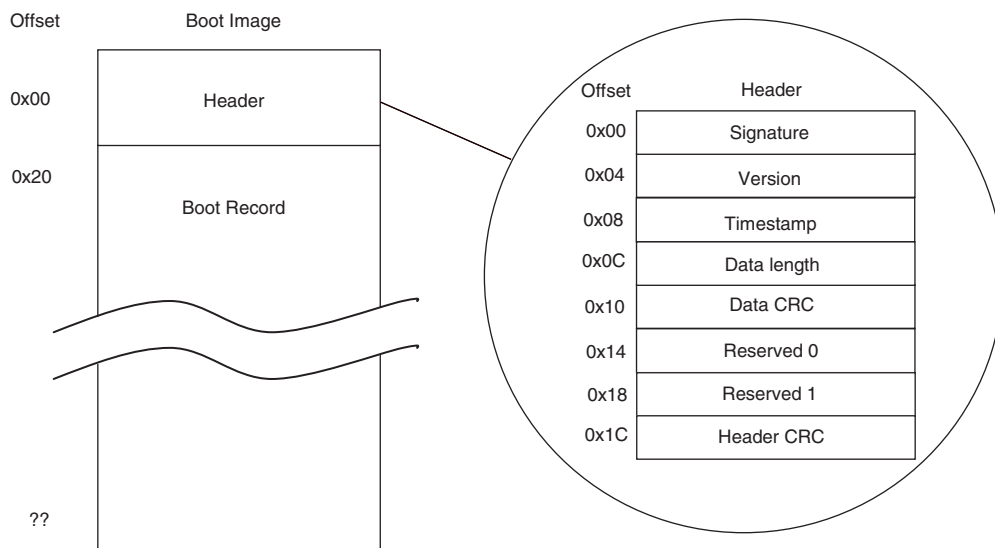 Offset Boot Image
0x00 Header
0x20
Boot Record
??
Offset Header
0x00 Signature
0x04 Version
0x08 Timestamp
0x0C Data length
0x10 Data CRC
0x14 Reserved 0
0x18 Reserved 1
0x1C Header CRC